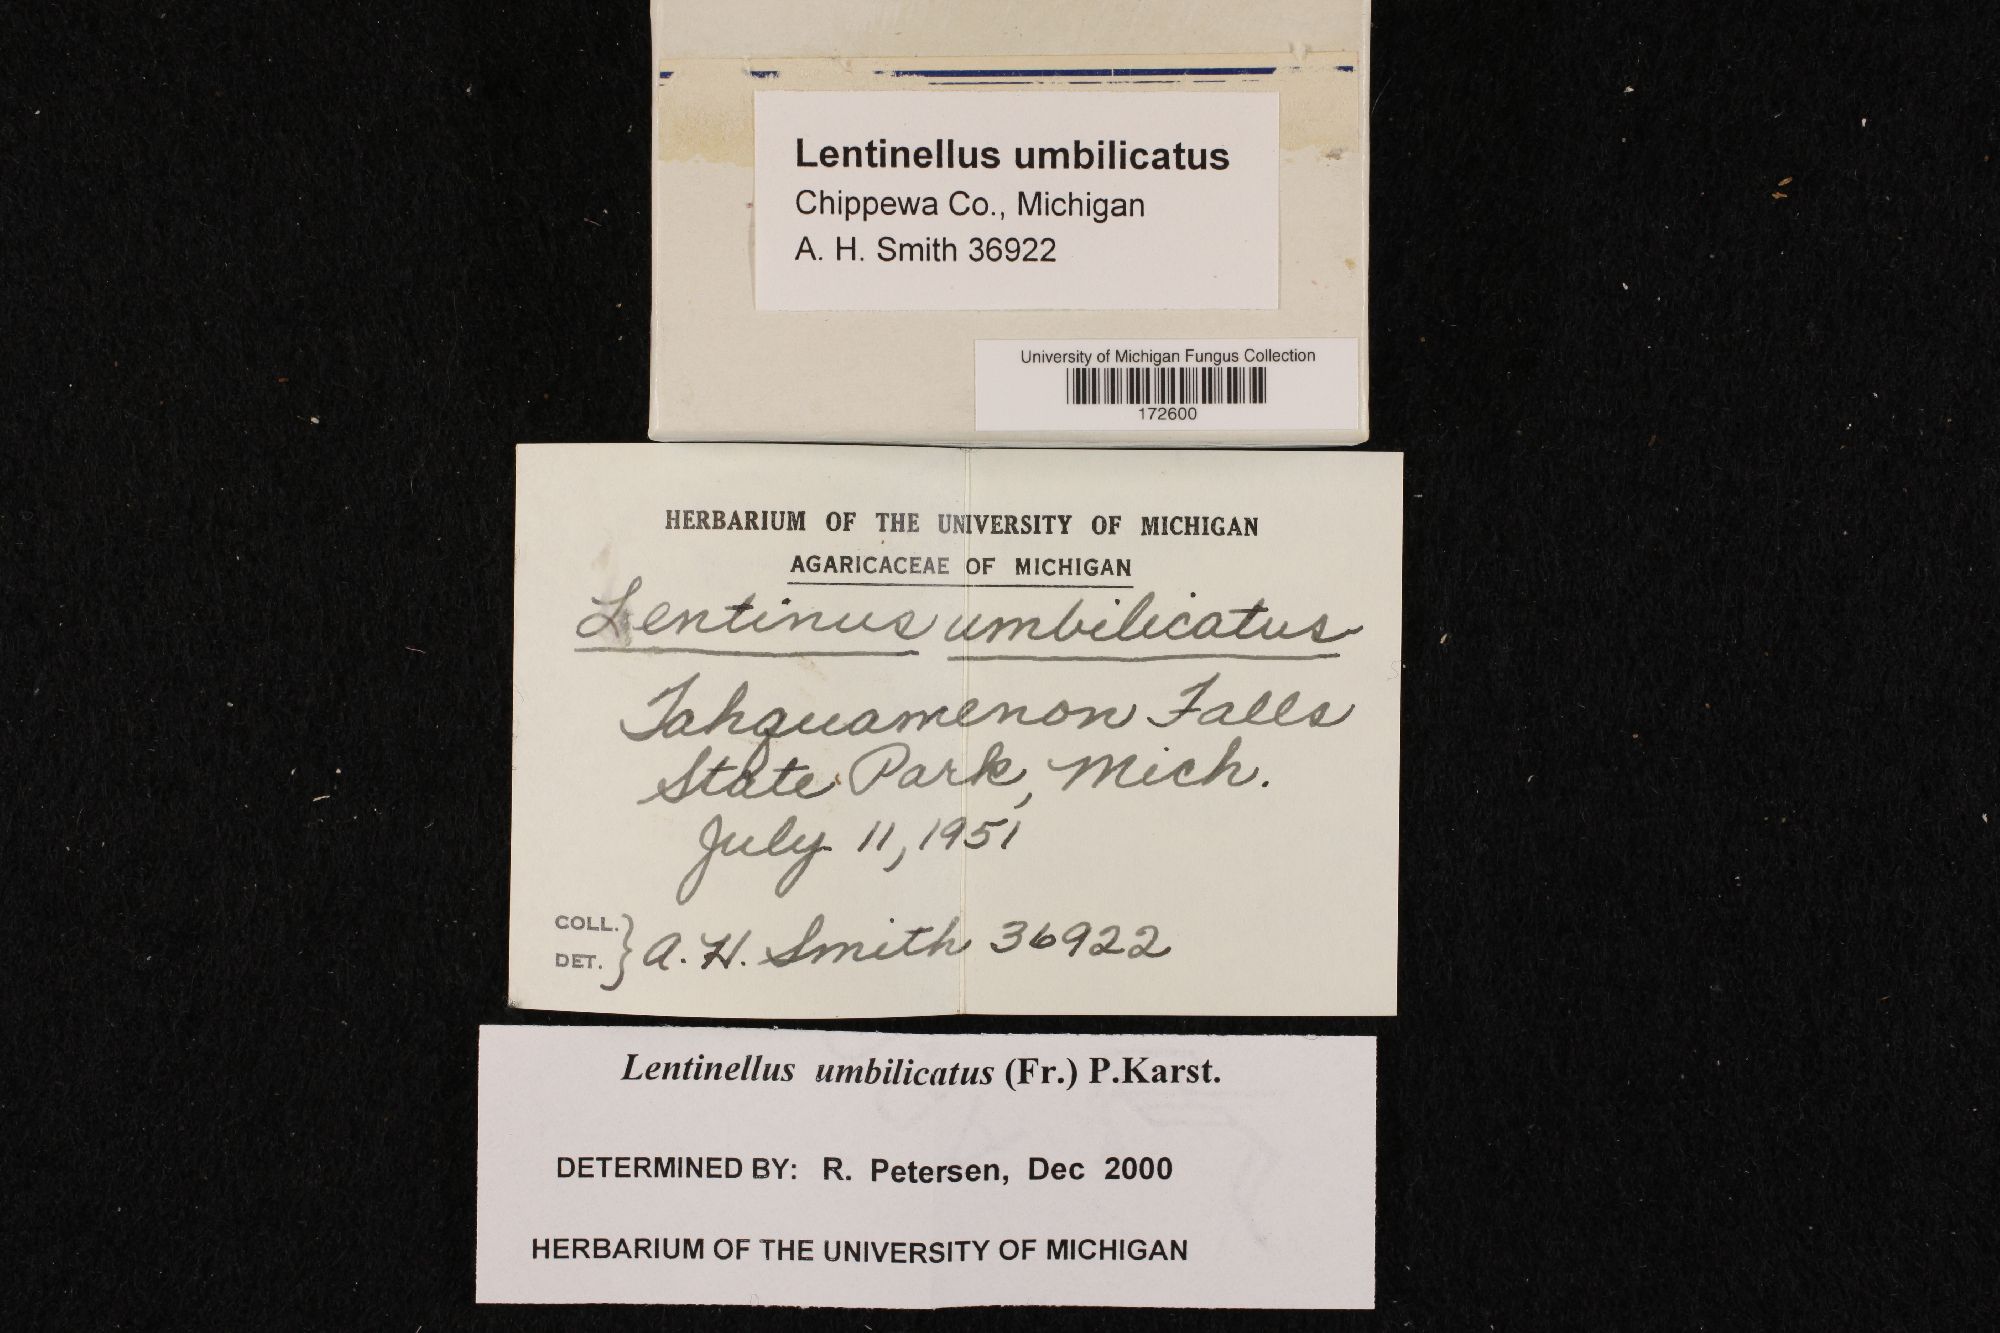 Lentinellus umbilicatus
Chippewa Co., Michigan
A. H. Smith 36922
University of Michigan Fungus Collection
172600
HERBARIUM OF THE UNIVERSITY OF MICHIGAN
AGARICACEAE OF MICHIGAN
Lentinus umbilicatus
Tahquamenon Falls
State Park, Mich.
July 11, 1951
COLL.
DET. } A. H. Smith 36922
Lentinellus umbilicatus (Fr.) P.Karst.
DETERMINED BY: R. Petersen, Dec 2000
HERBARIUM OF THE UNIVERSITY OF MICHIGAN